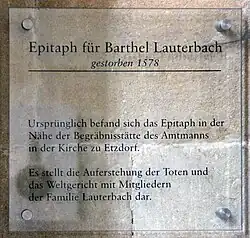 Epitaph für Barthel Lauterbach
gestorben 1578
Ursprünglich befand sich das Epitaph in der
Nähe der Begräbnisstätte des Amtmanns
in der Kirche zu Etzdorf.
Es stellt die Auferstehung der Toten und
das Weltgericht mit Mitgliedern
der Familie Lauterbach dar.